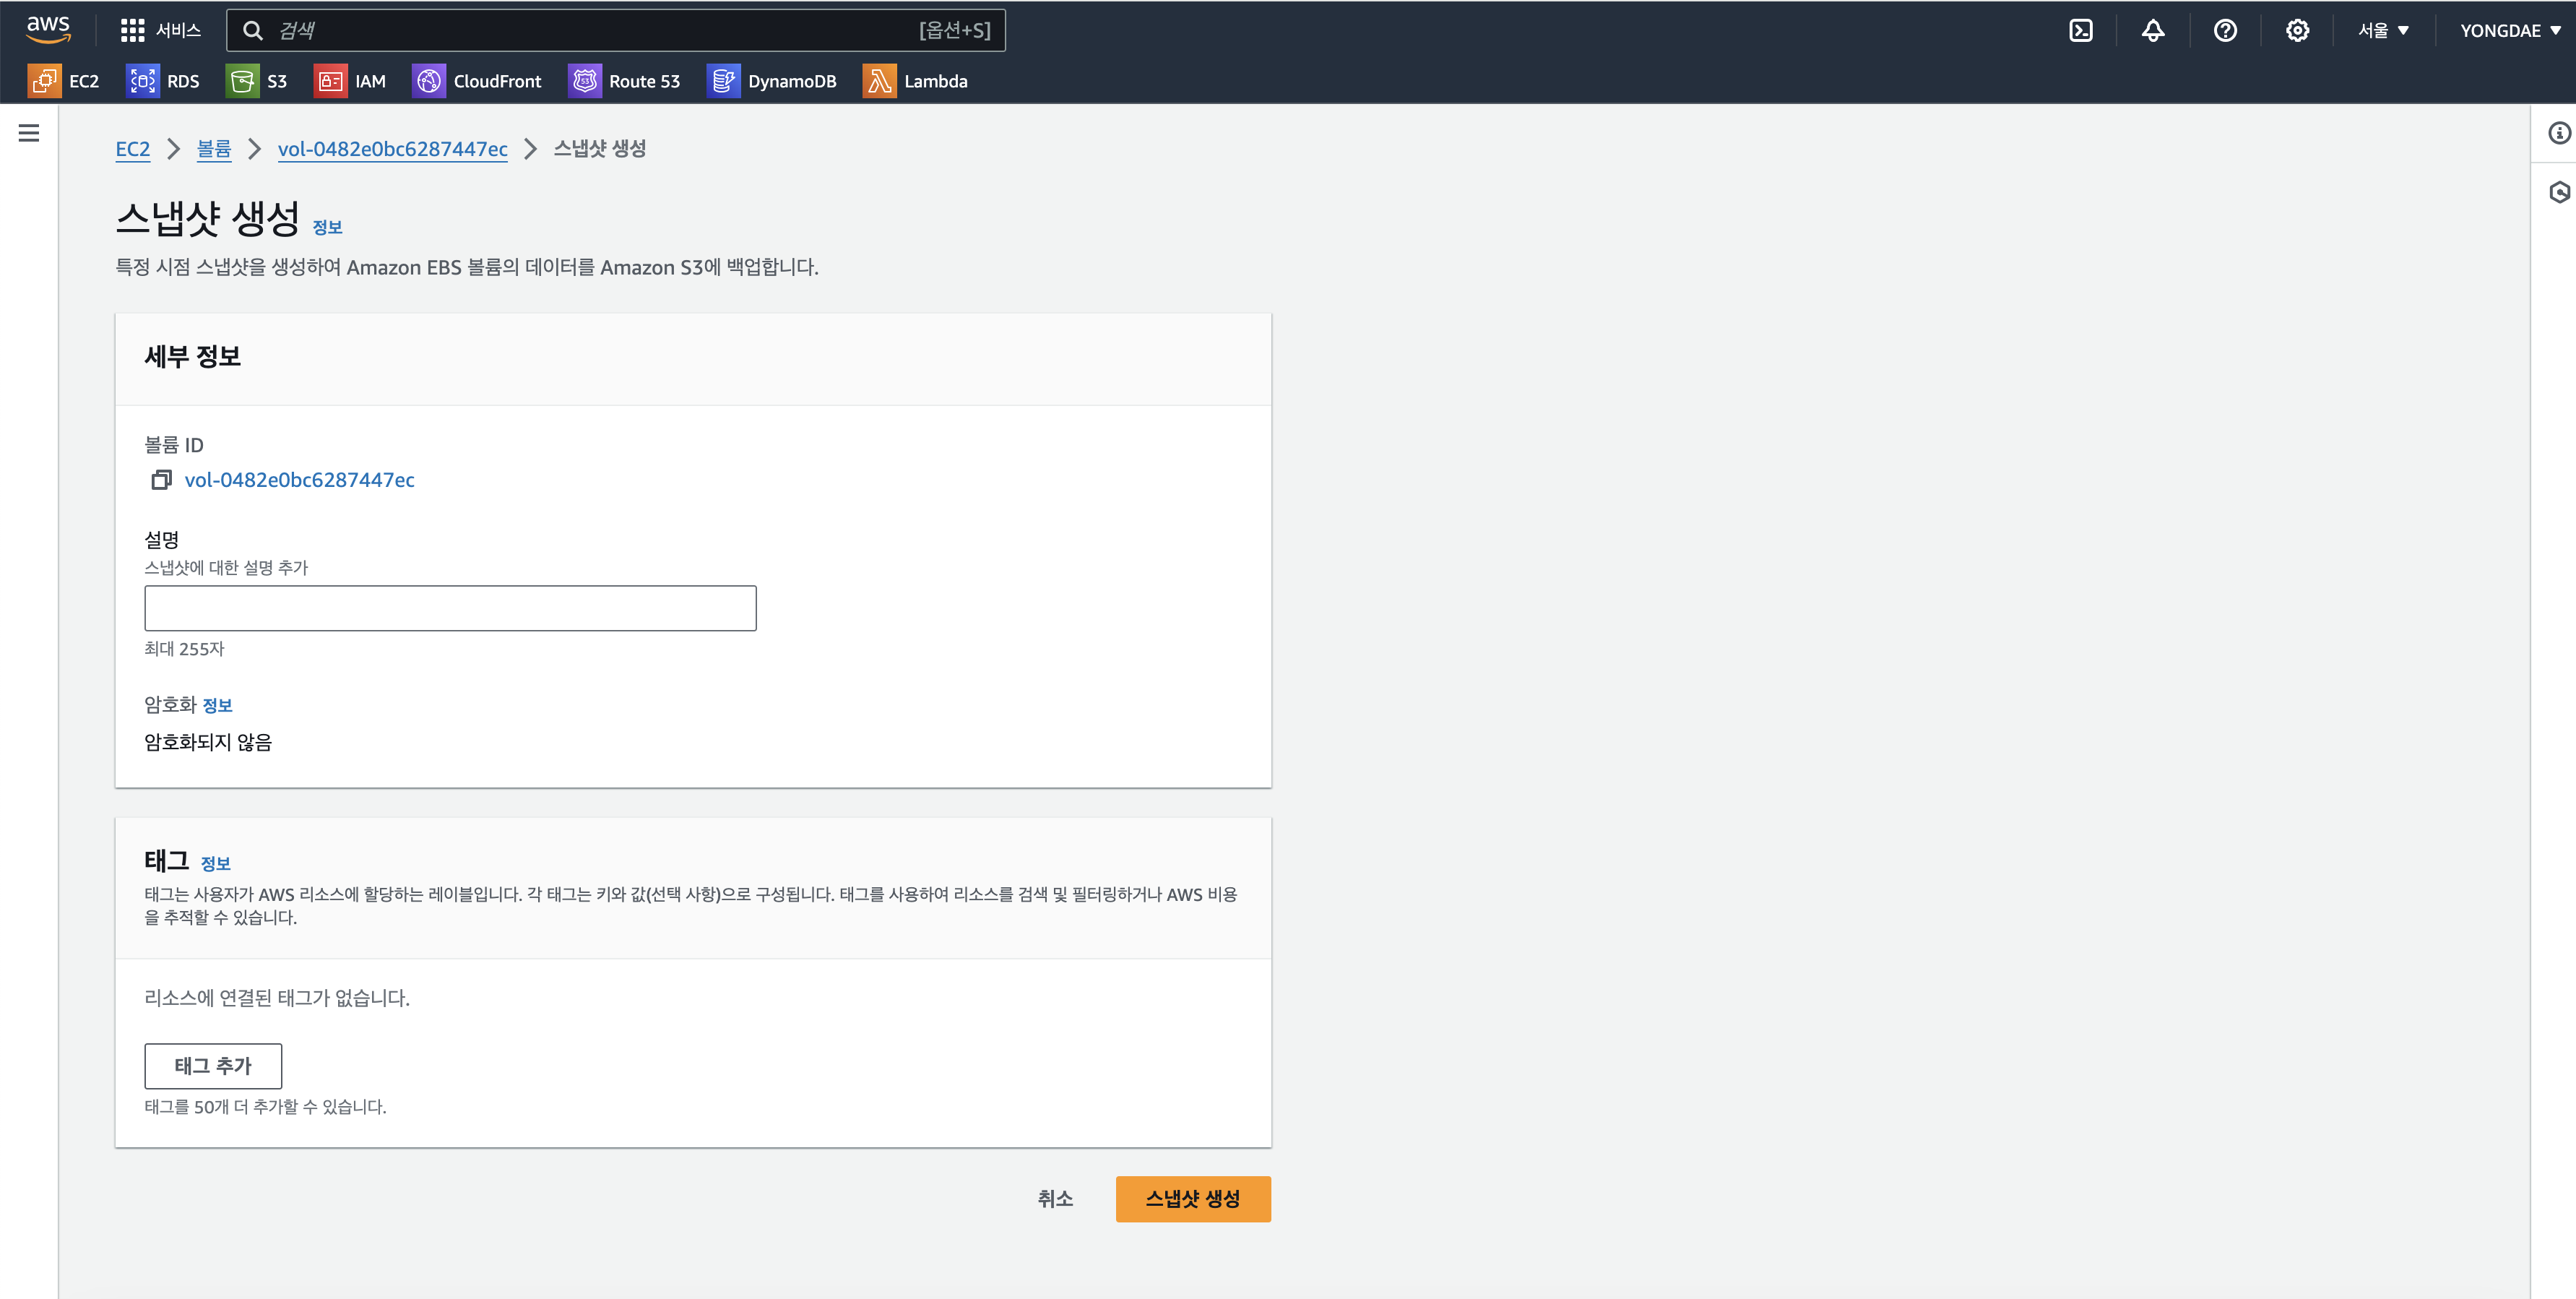 aws
서비스
검색
[옵션+S]
서울 ▼
YONGDAE ▼
EC2
RDS
S3
IAM
CloudFront
Route 53
DynamoDB
Lambda
EC2 > 볼륨 > vol-0482e0bc6287447ec > 스냅샷 생성
스냅샷 생성 정보
특정 시점 스냅샷을 생성하여 Amazon EBS 볼륨의 데이터를 Amazon S3에 백업합니다.
세부 정보
볼륨 ID
vol-0482e0bc6287447ec
설명
스냅샷에 대한 설명 추가
최대 255자
암호화 정보
암호화되지 않음
태그 정보
태그는 사용자가 AWS 리소스에 할당하는 레이블입니다. 각 태그는 키와 값(선택 사항)으로 구성됩니다. 태그를 사용하여 리소스를 검색 및 필터링하거나 AWS 비용
을 추적할 수 있습니다.
리소스에 연결된 태그가 없습니다.
태그 추가
태그를 50개 더 추가할 수 있습니다.
취소
스냅샷 생성